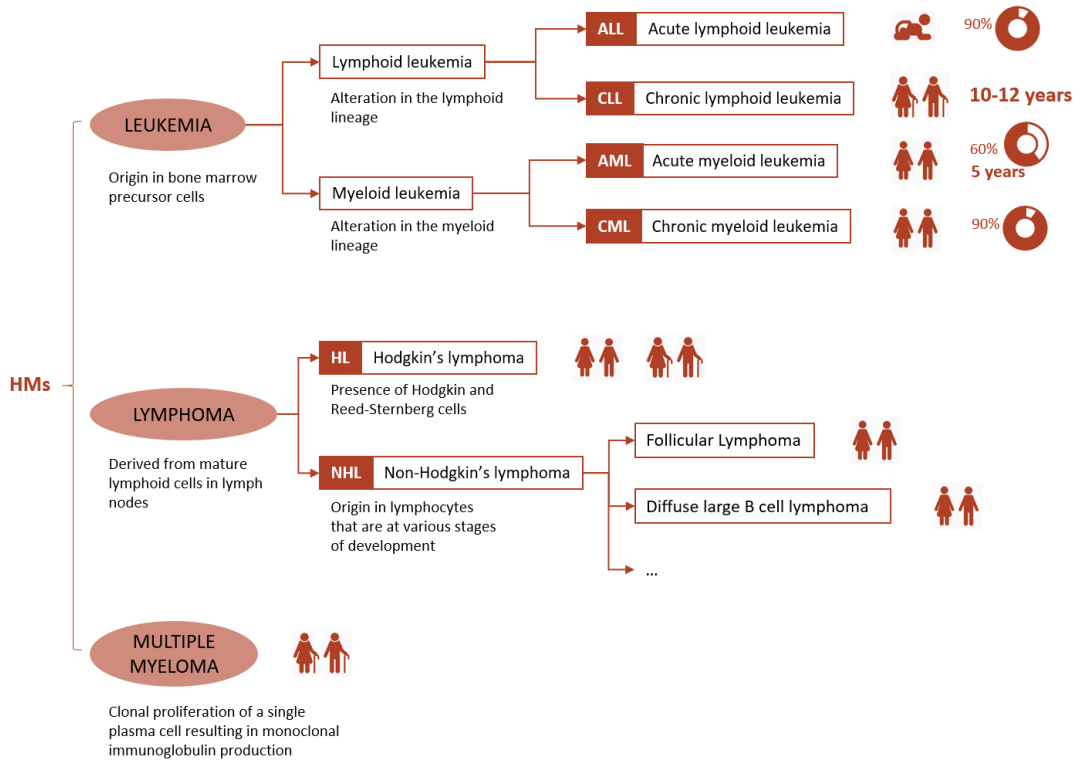 HMs
LEUKEMIA
Origin in bone marrow
precursor cells
Lymphoid leukemia
Alteration in the lymphoid
lineage
ALL Acute lymphoid leukemia
90%
CLL Chronic lymphoid leukemia
10-12 years
Myeloid leukemia
Alteration in the myeloid
lineage
AML Acute myeloid leukemia
60%
5 years
CML Chronic myeloid leukemia
90%
LYMPHOMA
Derived from mature
lymphoid cells in lymph
nodes
HL Hodgkin’s lymphoma
Presence of Hodgkin and
Reed-Sternberg cells
NHL Non-Hodgkin’s lymphoma
Origin in lymphocytes
that are at various stages
of development
Follicular Lymphoma
Diffuse large B cell lymphoma
...
MULTIPLE
MYELOMA
Clonal proliferation of a single
plasma cell resulting in monoclonal
immunoglobulin production